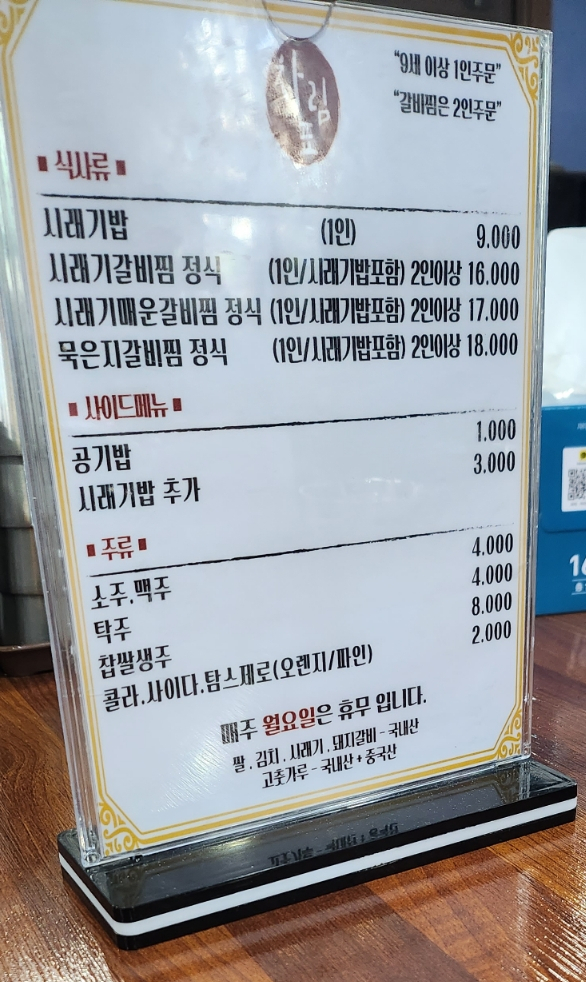 차림표
"9세 이상 1인주문"
"갈비찜은 2인주문"
식사류
시래기밥 (1인) 9.000
시래기갈비찜 정식 (1인/시래기밥포함) 2인이상 16.000
시래기매운갈비찜 정식 (1인/시래기밥포함) 2인이상 17.000
묵은지갈비찜 정식 (1인/시래기밥포함) 2인이상 18.000
사이드메뉴
공기밥 1.000
시래기밥 추가 3.000
주류
소주.맥주 4.000
탁주 4.000
찹쌀생주 8.000
콜라.사이다.탐스제로(오렌지/파인) 2.000
매주 월요일은 휴무 입니다.
쌀.김치.시래기.돼지갈비 - 국내산
고춧가루 - 국내산 + 중국산